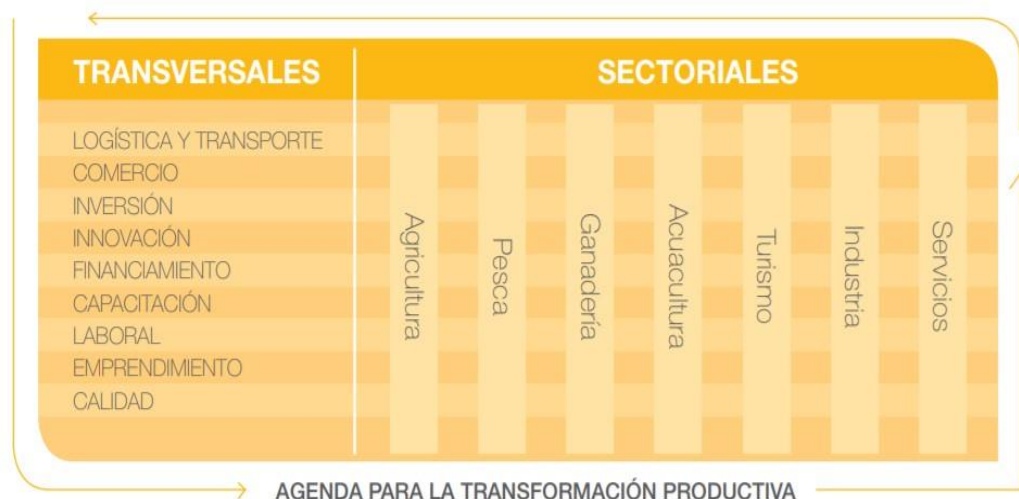 TRANSVERSALES
SECTORIALES
LOGÍSTICA Y TRANSPORTE
COMERCIO
INVERSIÓN
INNOVACIÓN
FINANCIAMIENTO
CAPACITACIÓN
LABORAL
EMPRENDIMIENTO
CALIDAD
Agricultura
Pesca
Ganadería
Acuacultura
Turismo
Industria
Servicios
AGENDA PARA LA TRANSFORMACIÓN PRODUCTIVA